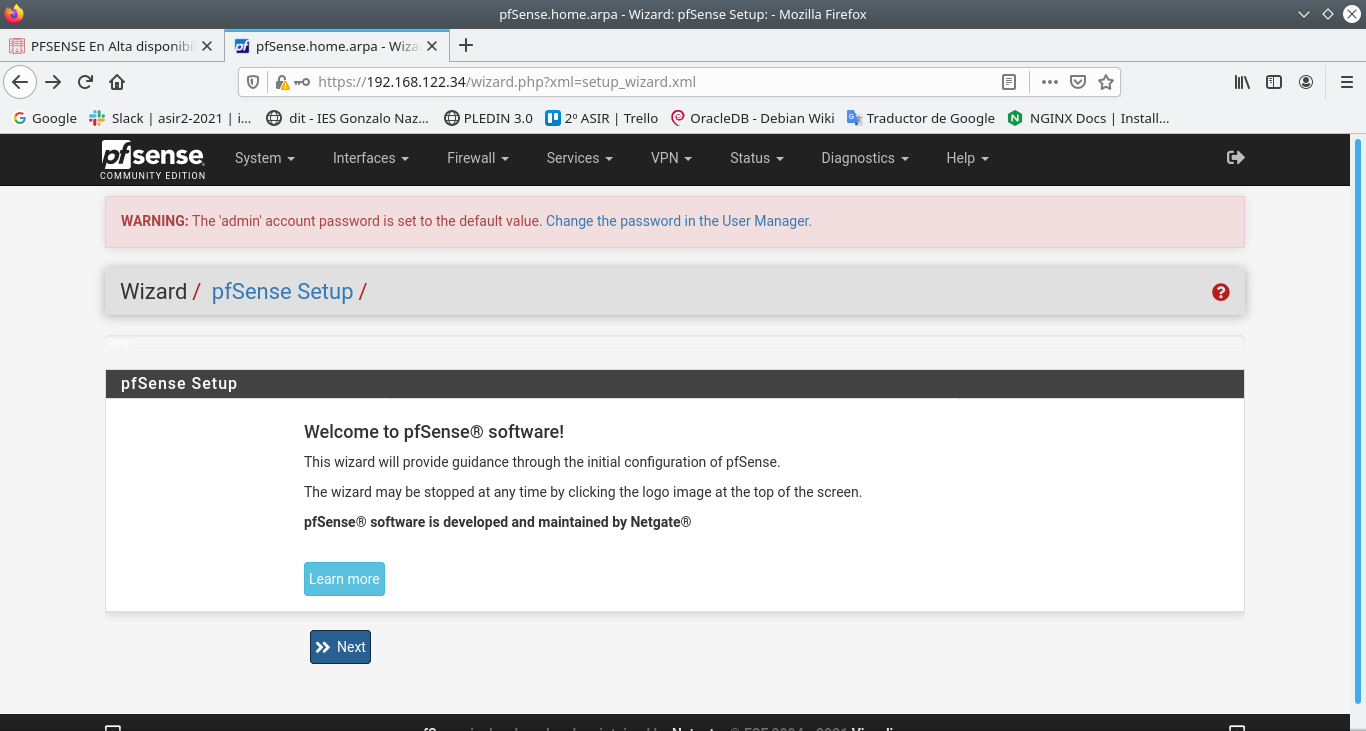 pfSense.home.arpa - Wizard: pfSense Setup: - Mozilla Firefox
PFSENSE En Alta disponibi
pfSense.home.arpa - Wiza
https://192.168.122.34/wizard.php?xml=setup_wizard.xml
Google Slack | asir2-2021 | i... dit - IES Gonzalo Naz... PLEDIN 3.0 2º ASIR | Trello OracleDB - Debian Wiki Traductor de Google NGINX Docs | Install...
pfsense
COMMUNITY EDITION
System Interfaces Firewall Services VPN Status Diagnostics Help
WARNING: The 'admin' account password is set to the default value. Change the password in the User Manager.
Wizard / pfSense Setup /
Step
pfSense Setup
Welcome to pfSense® software!
This wizard will provide guidance through the initial configuration of pfSense.
The wizard may be stopped at any time by clicking the logo image at the top of the screen.
pfSense® software is developed and maintained by Netgate®
Learn more
Next